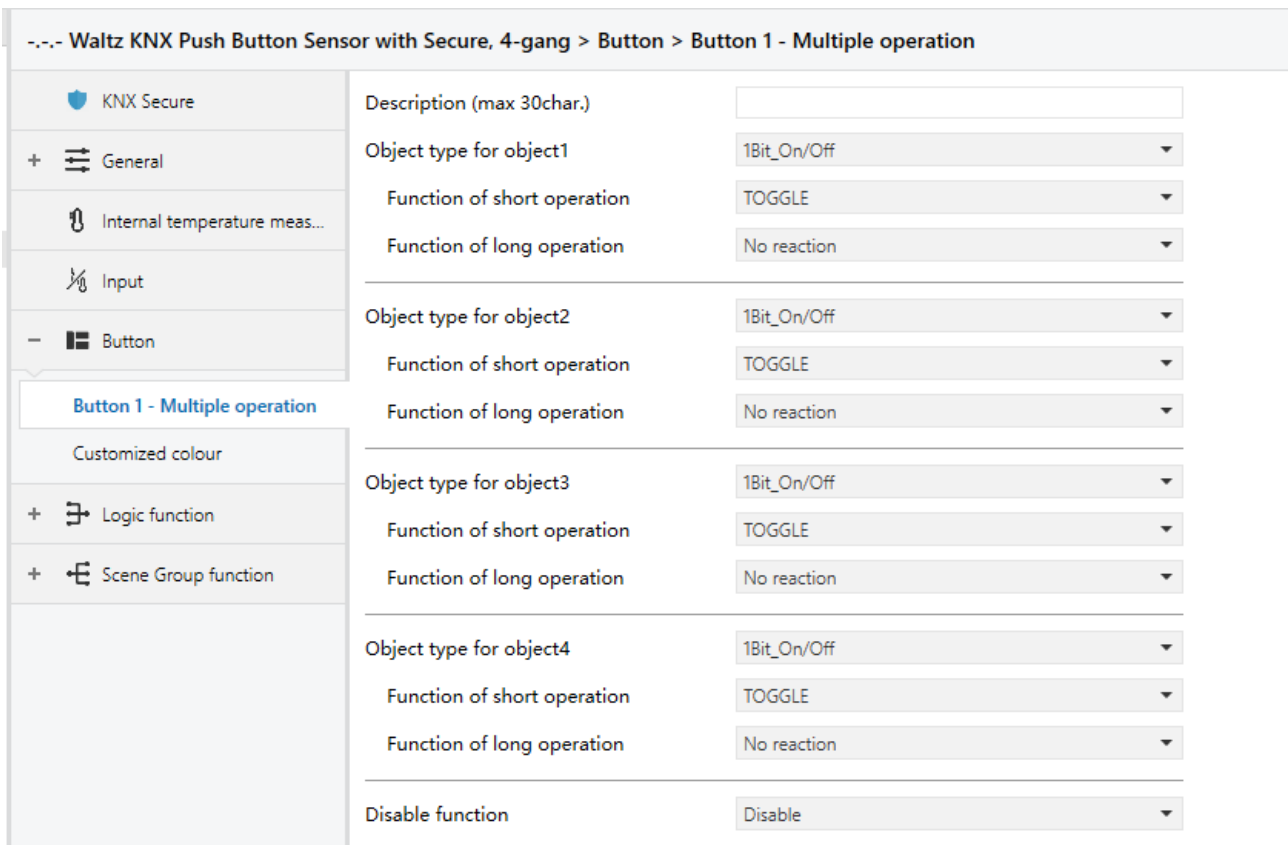 -.-.- Waltz KNX Push Button Sensor with Secure, 4-gang > Button > Button 1 - Multiple operation
KNX Secure
+ General
Internal temperature meas...
Input
– Button
Button 1 - Multiple operation
Customized colour
+ Logic function
+ Scene Group function
Description (max 30char.)
Object type for object1 1Bit_On/Off
Function of short operation TOGGLE
Function of long operation No reaction
Object type for object2 1Bit_On/Off
Function of short operation TOGGLE
Function of long operation No reaction
Object type for object3 1Bit_On/Off
Function of short operation TOGGLE
Function of long operation No reaction
Object type for object4 1Bit_On/Off
Function of short operation TOGGLE
Function of long operation No reaction
Disable function Disable